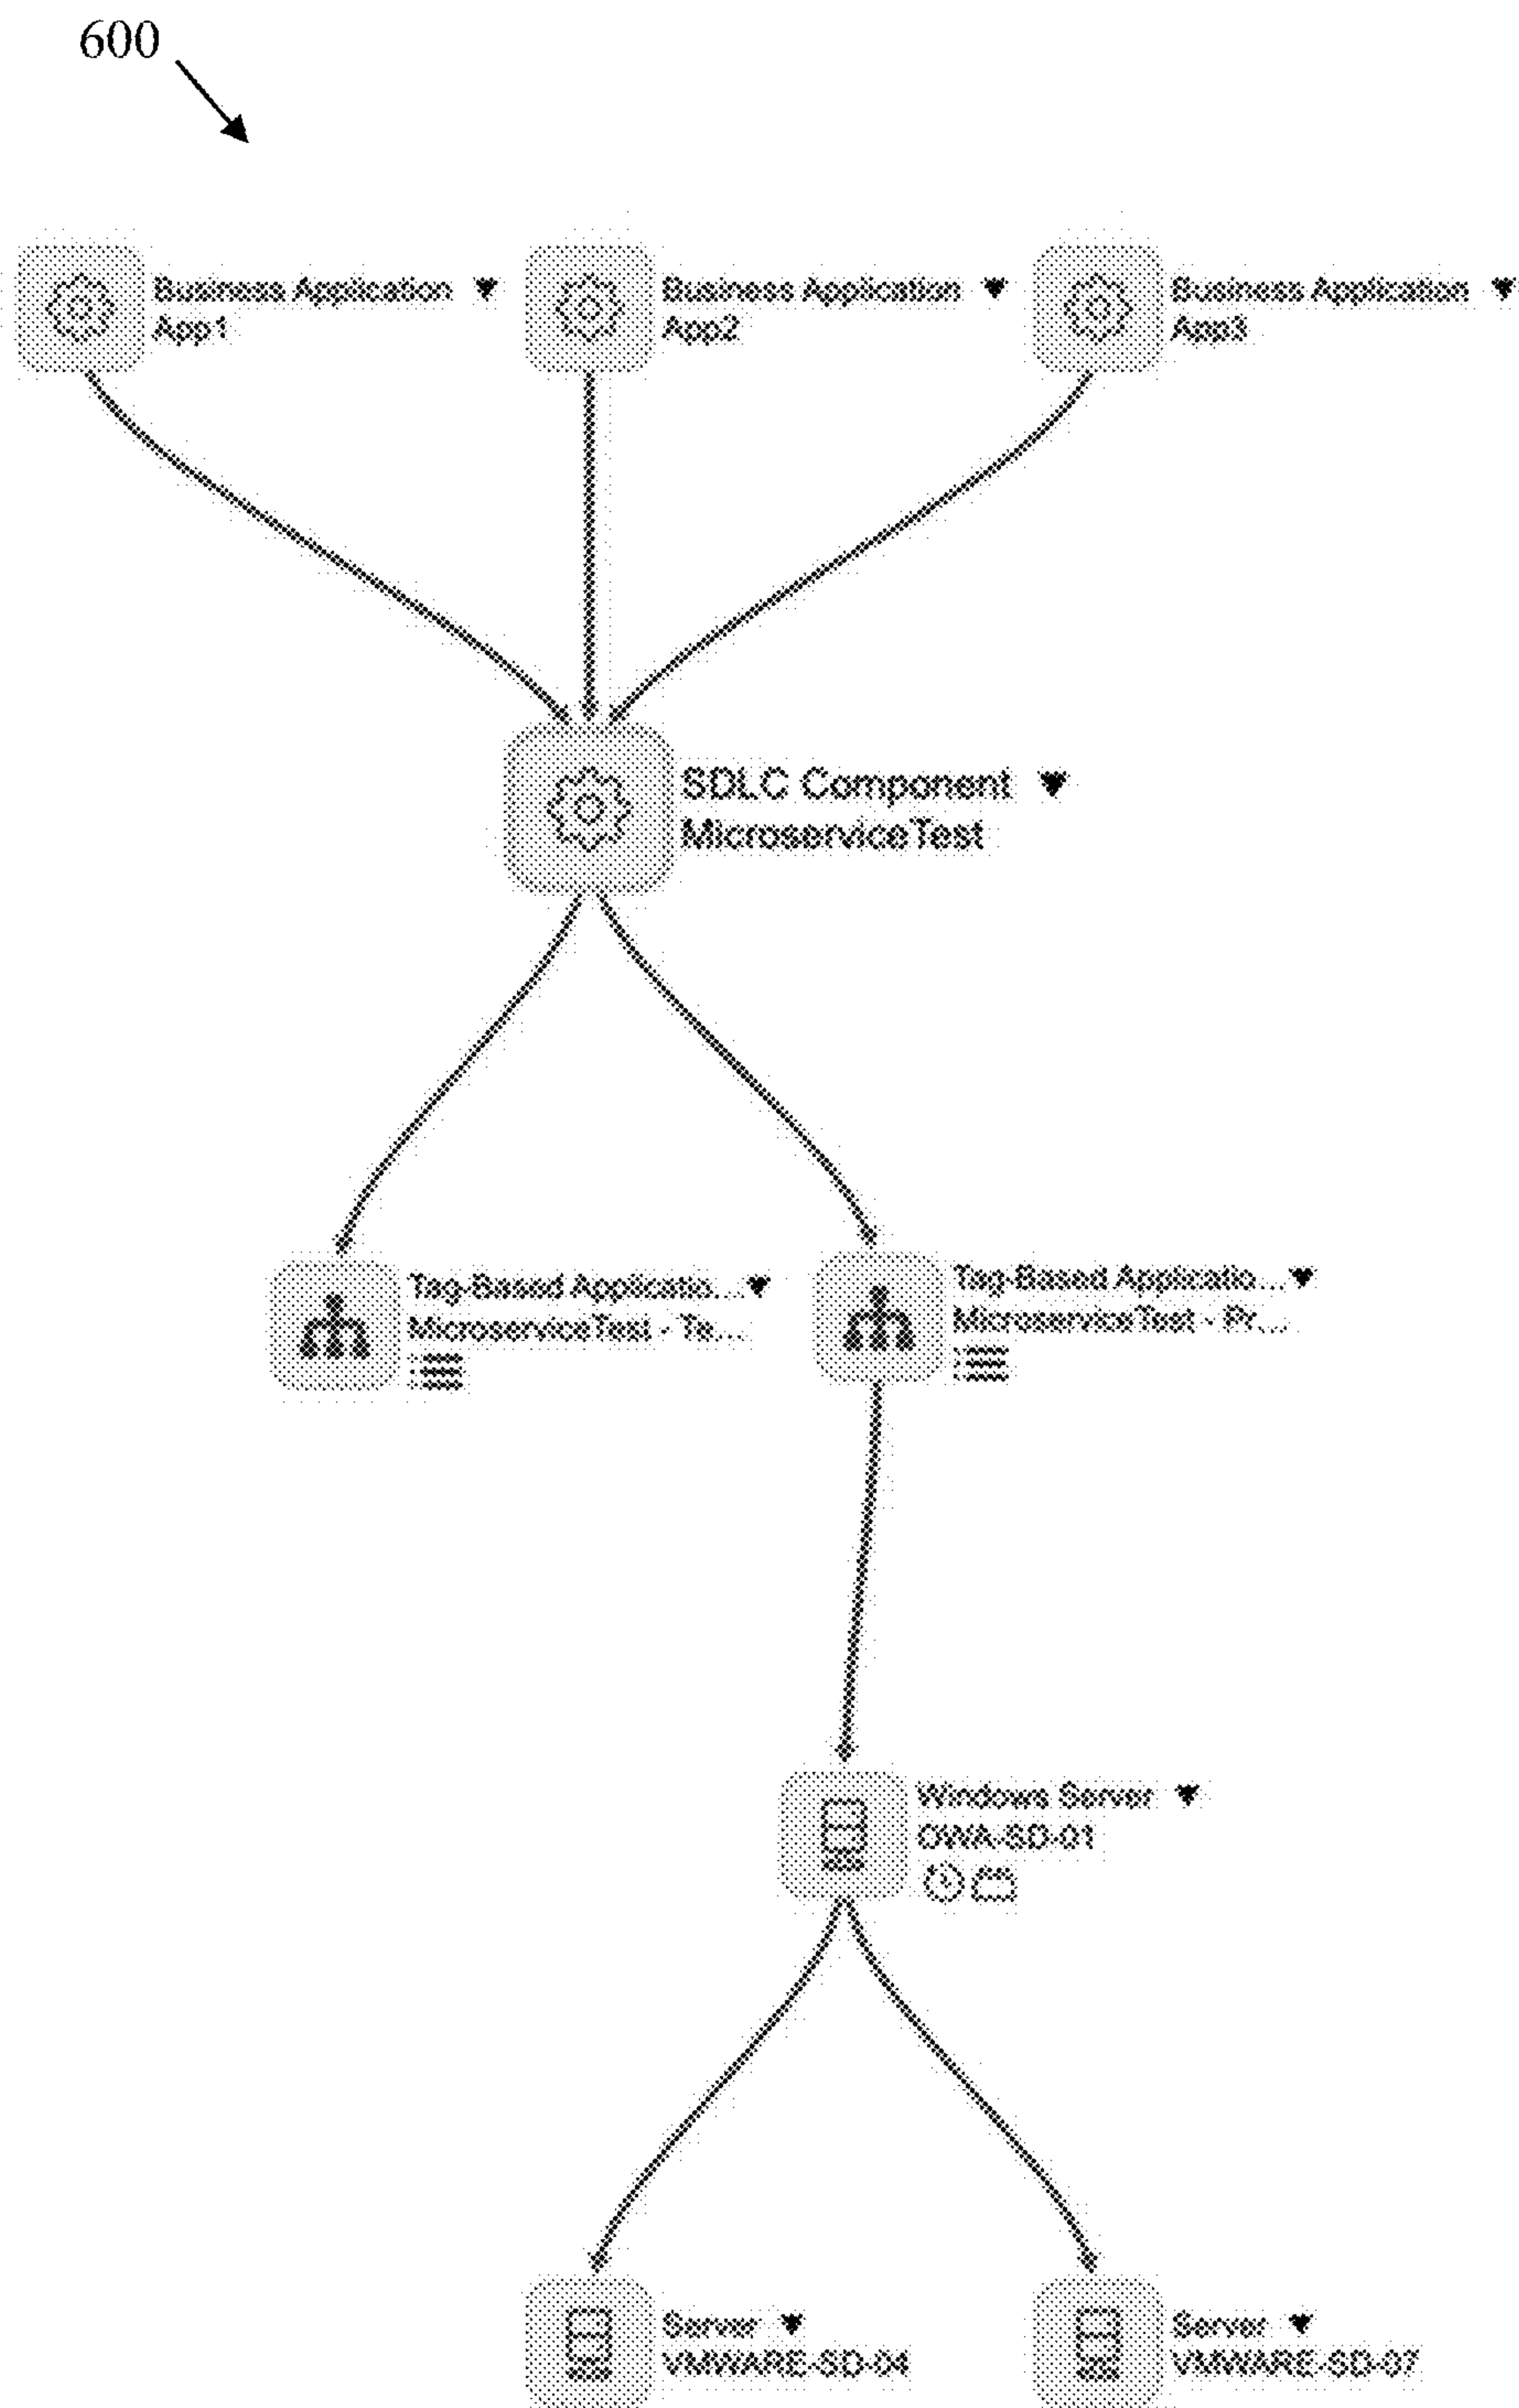 600
Business Application
App1
Business Application
App2
Business Application
App3
SDLC Component
MicroserviceTest
Tag-Based Applicatio...
MicroserviceTest - Te...
Tag-Based Applicatio...
MicroserviceTest - Pr...
Windows Server
OWA-SD-01
Server
VMWARE-SD-04
Server
VMWARE-SD-07